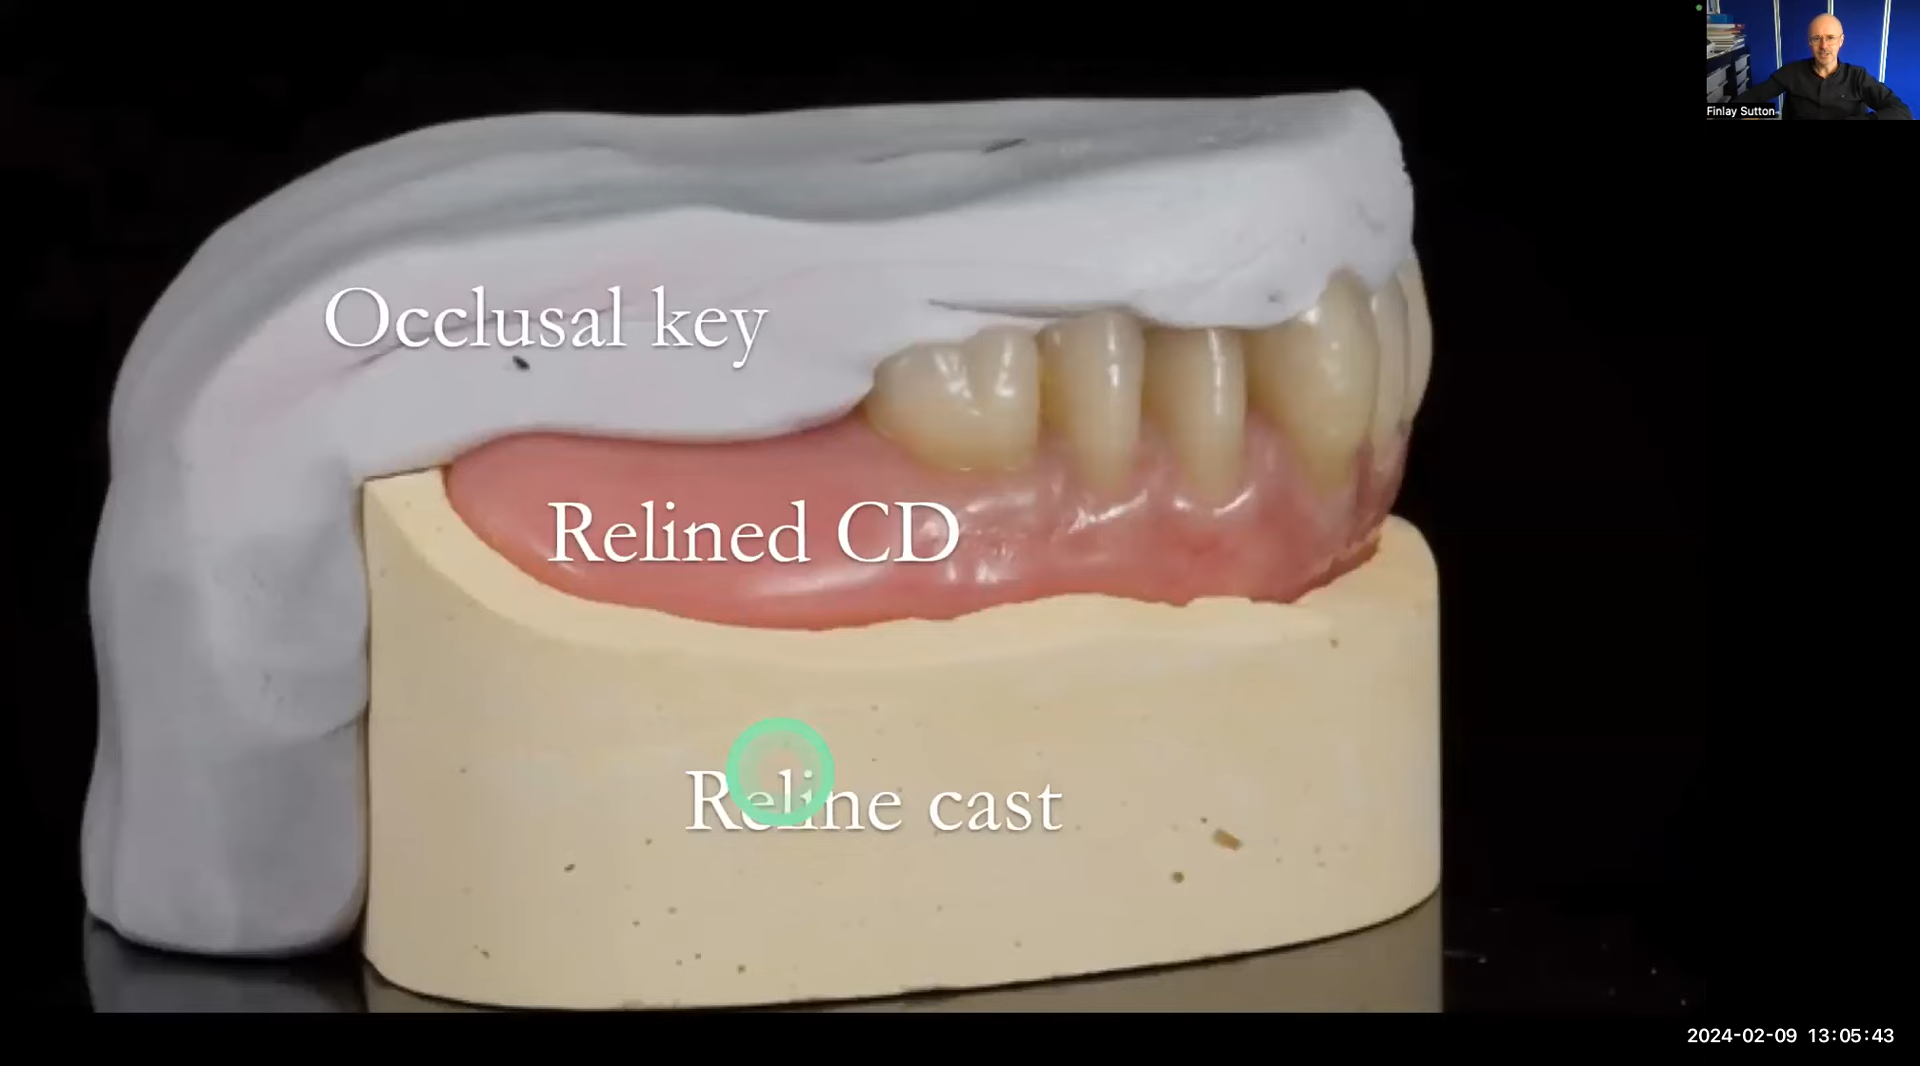 Finlay Sutton
Occlusal key
Relined CD
Reline cast
2024-02-09 13:05:43